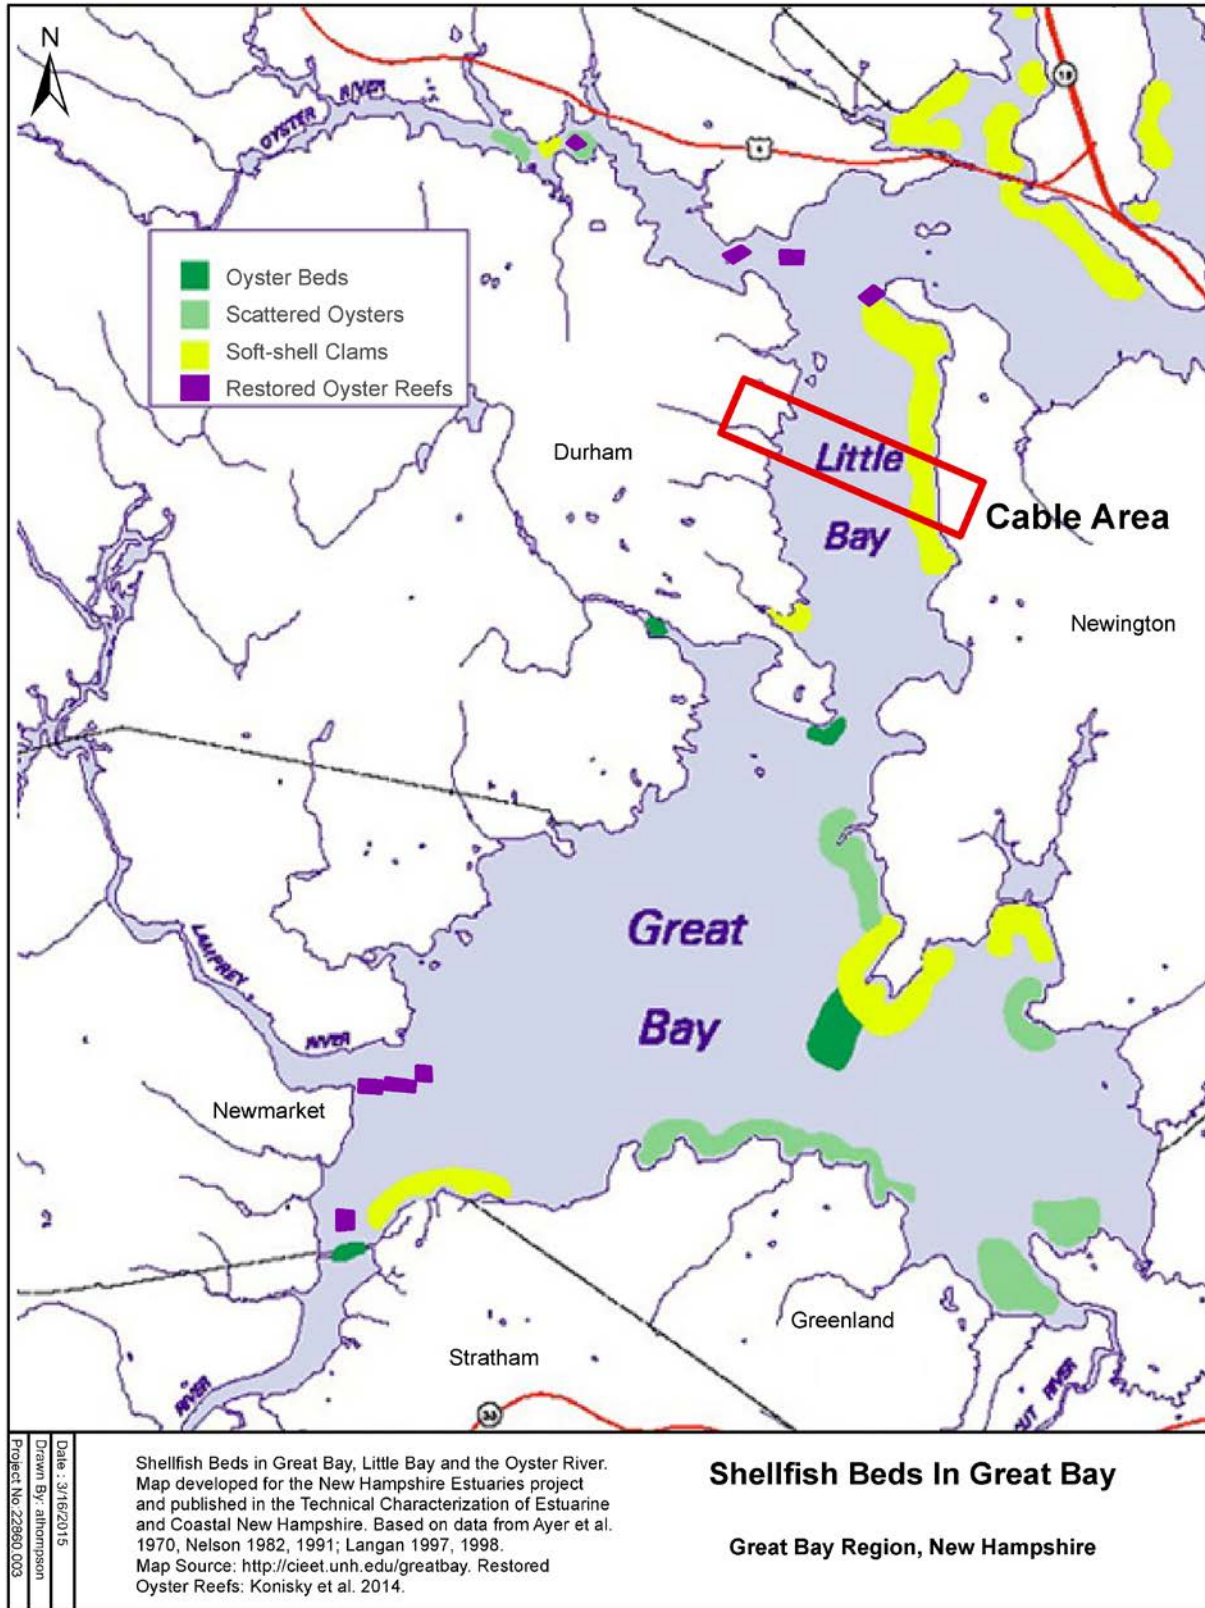 N
OYSTER RIVER
18
4
Oyster Beds
Scattered Oysters
Soft-shell Clams
Restored Oyster Reefs
Durham
Little
Bay
Cable Area
Newington
Great
Bay
LAMPREY
RIVER
Newmarket
Greenland
Stratham
RIVER
33
RIVER
Date : 3/16/2015
Drawn By: athompson
Project No:22860.003
Shellfish Beds in Great Bay, Little Bay and the Oyster River.
Map developed for the New Hampshire Estuaries project
and published in the Technical Characterization of Estuarine
and Coastal New Hampshire. Based on data from Ayer et al.
1970, Nelson 1982, 1991; Langan 1997, 1998.
Map Source: http://cieet.unh.edu/greatbay. Restored
Oyster Reefs: Konisky et al. 2014.
Shellfish Beds In Great Bay
Great Bay Region, New Hampshire